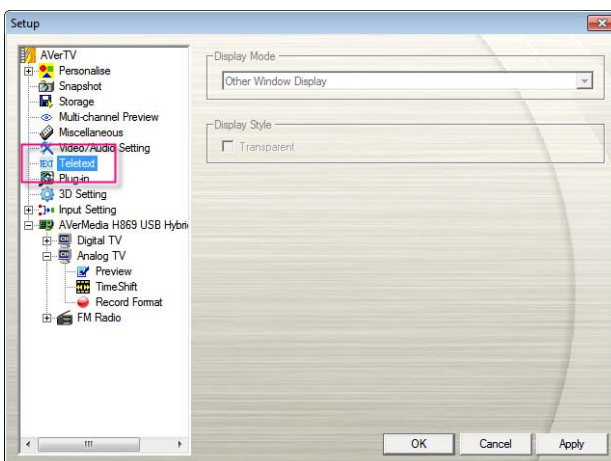 Setup
AVerTV
Personalise
Snapshot
Storage
Multi-channel Preview
Miscellaneous
Video/Audio Setting
TEXT Teletext
Plug-in
3D Setting
Input Setting
AVerMedia H869 USB Hybri
Digital TV
Analog TV
Preview
TimeShift
Record Format
FM Radio
Display Mode
Other Window Display
Display Style
Transparent
OK Cancel Apply